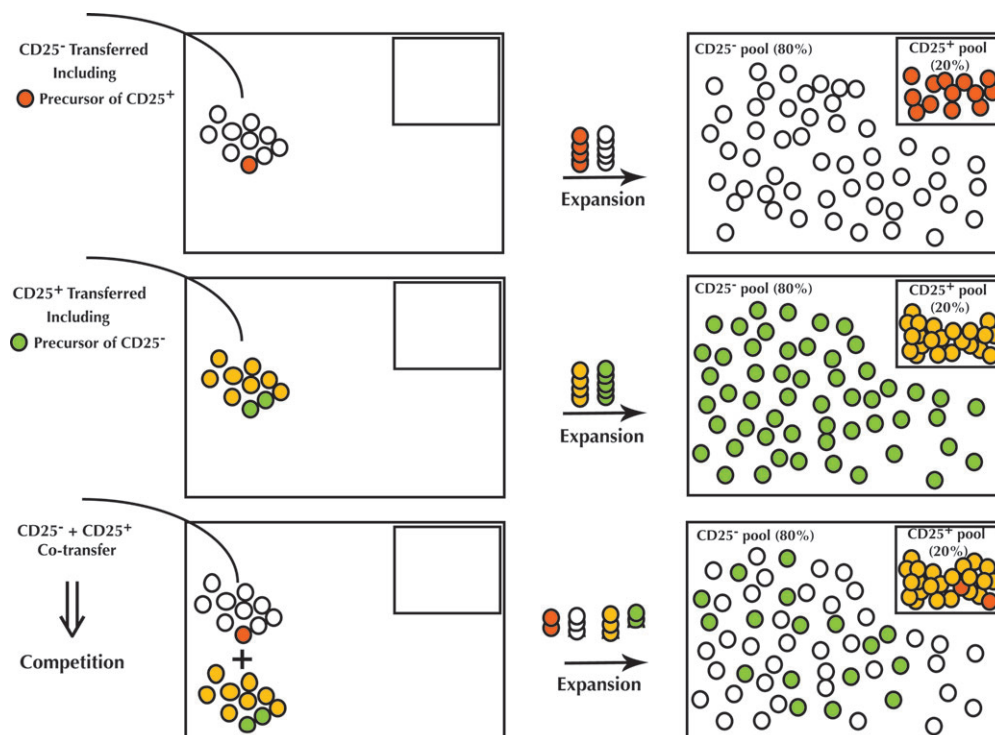 CD25- Transferred
Including
Precursor of CD25+
CD25- pool (80%)
CD25+ pool
(20%)
Expansion
CD25+ Transferred
Including
Precursor of CD25-
CD25- pool (80%)
CD25+ pool
(20%)
Expansion
CD25- + CD25+
Co-transfer
Competition
+
CD25- pool (80%)
CD25+ pool
(20%)
Expansion